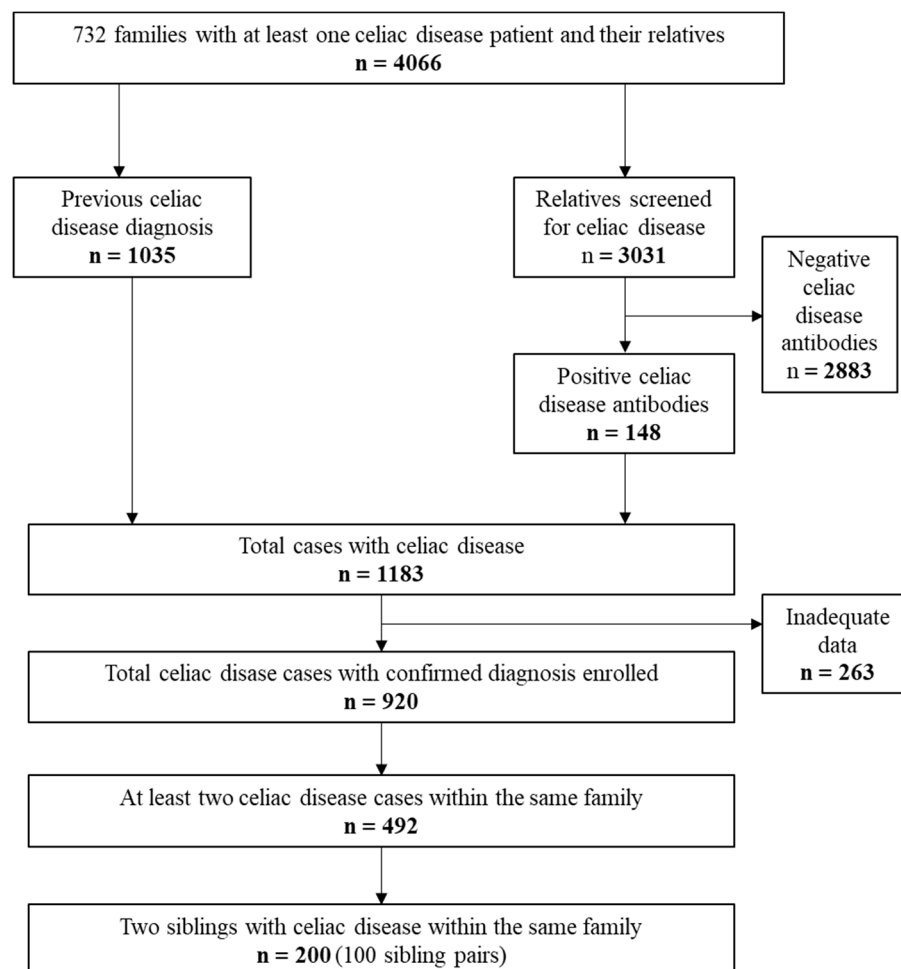 732 families with at least one celiac disease patient and their relatives
n = 4066
Previous celiac
disease diagnosis
n = 1035
Relatives screened
for celiac disease
n = 3031
Negative
celiac
disease
antibodies
n = 2883
Positive celiac
disease antibodies
n = 148
Total cases with celiac disease
n = 1183
Inadequate
data
n = 263
Total celiac disase cases with confirmed diagnosis enrolled
n = 920
At least two celiac disease cases within the same family
n = 492
Two siblings with celiac disease within the same family
n = 200 (100 sibling pairs)